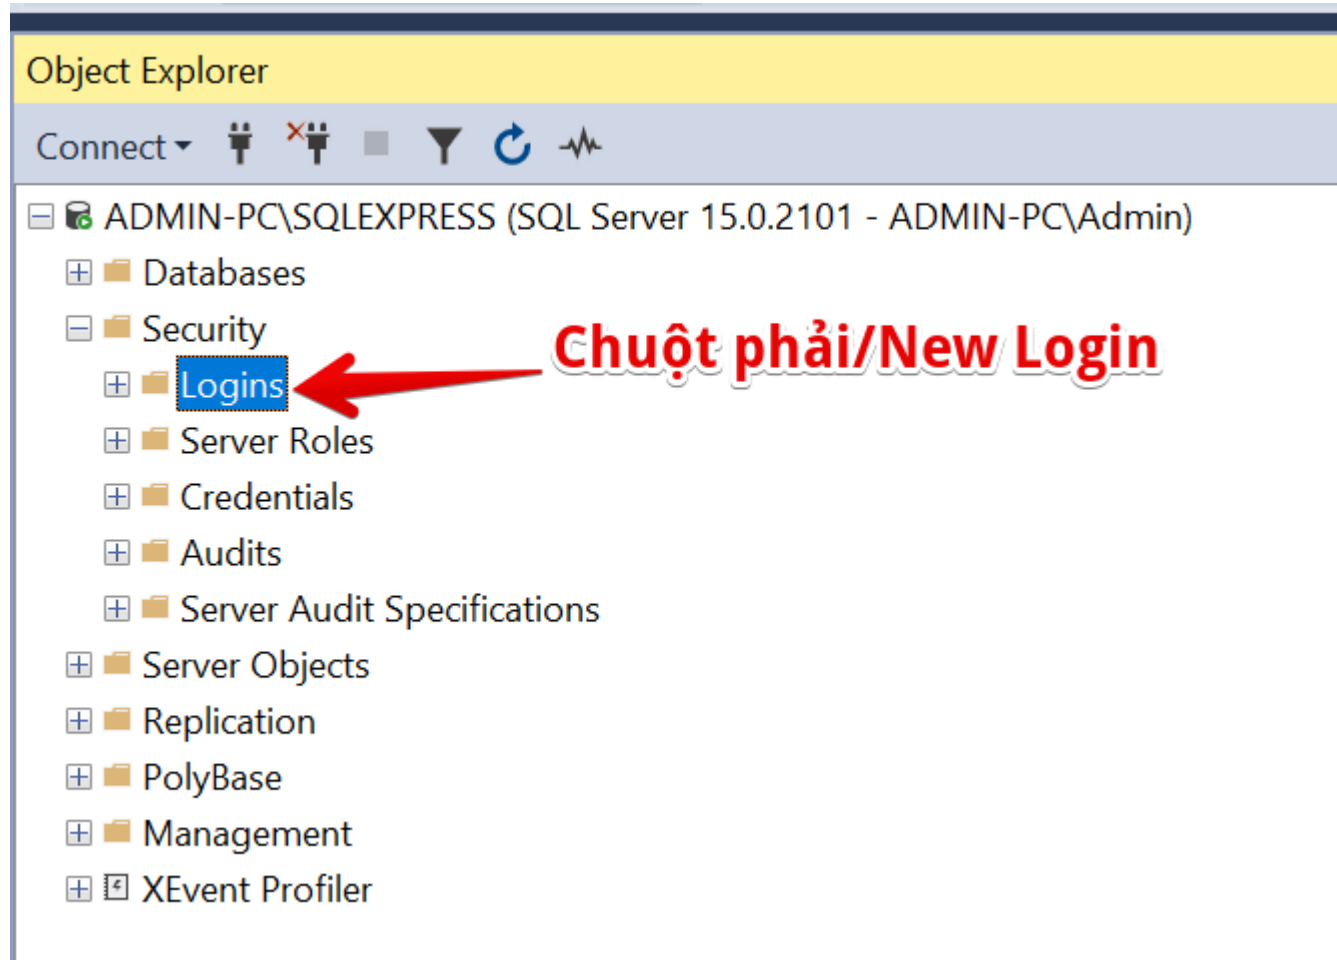 Object Explorer
Connect
ADMIN-PC\SQLEXPRESS (SQL Server 15.0.2101 - ADMIN-PC\Admin)
Databases
Security
Chuột phải/New Login
Logins
Server Roles
Credentials
Audits
Server Audit Specifications
Server Objects
Replication
PolyBase
Management
XEvent Profiler